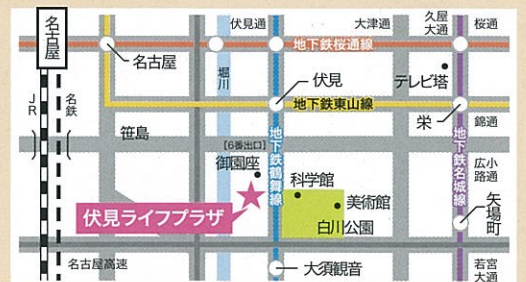 名古屋
伏見通
大津通
久屋
大通
桜通
地下鉄桜通線
名古屋
堀川
伏見
テレビ塔
JR
名鉄
地下鉄東山線
栄
錦通
笹島
[6番出口]
御園座
地下鉄鶴舞線
地下鉄名城線
広小
路通
科学館
美術館
矢場町
伏見ライフプラザ
白川公園
名古屋高速
大須観音
若宮
大通